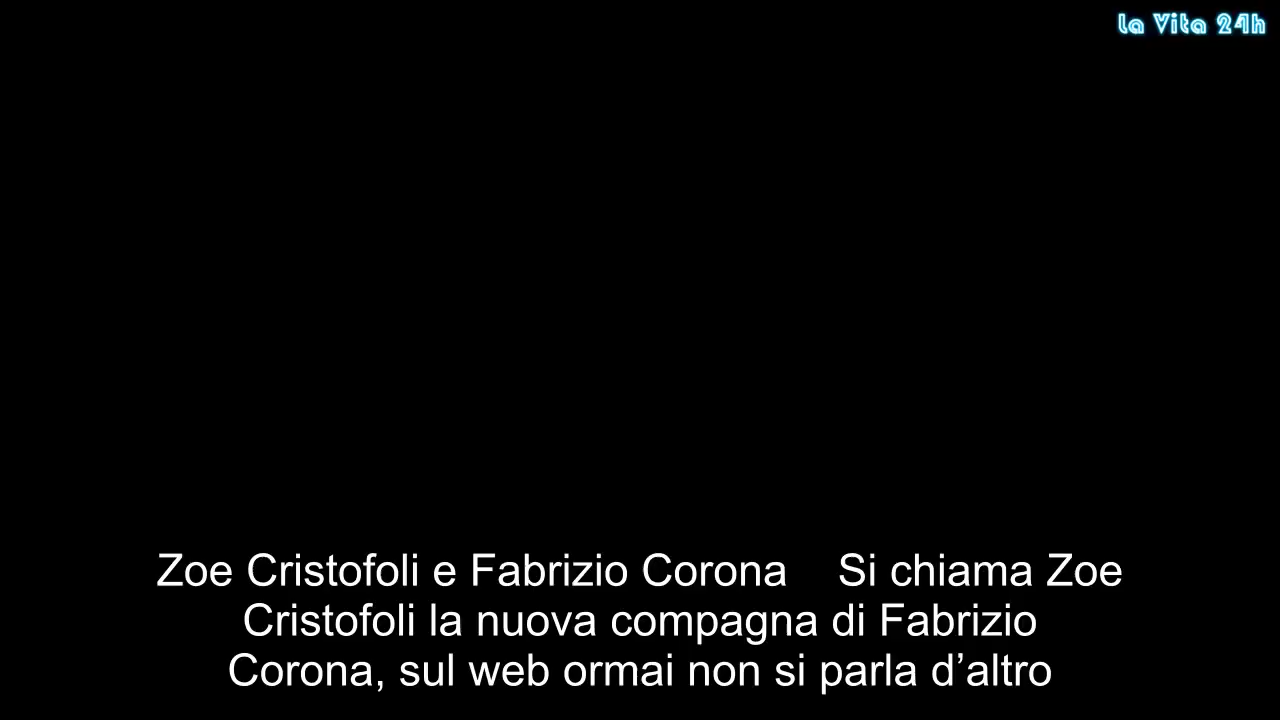 La Vita 24h
Zoe Cristofoli e Fabrizio Corona    Si chiama Zoe
Cristofoli la nuova compagna di Fabrizio
Corona, sul web ormai non si parla d’altro